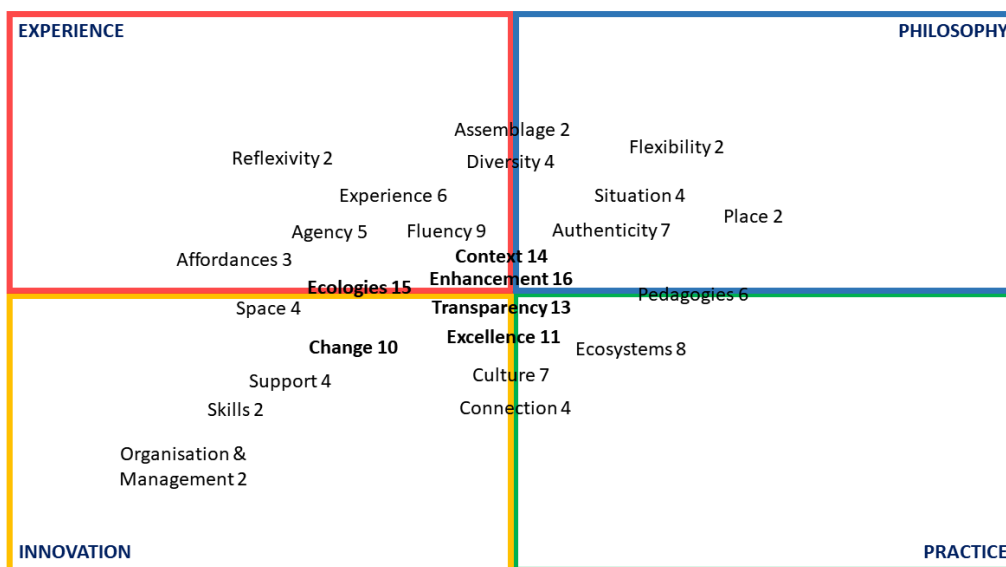 EXPERIENCE
PHILOSOPHY
Assemblage 2
Flexibility 2
Reflexivity 2
Diversity 4
Experience 6
Situation 4
Place 2
Agency 5
Fluency 9
Authenticity 7
Context 14
Affordances 3
Enhancement 16
Ecologies 15
Pedagogies 6
Space 4
Transparency 13
Excellence 11
Change 10
Ecosystems 8
Culture 7
Support 4
Skills 2
Connection 4
Organisation &
Management 2
INNOVATION
PRACTICE